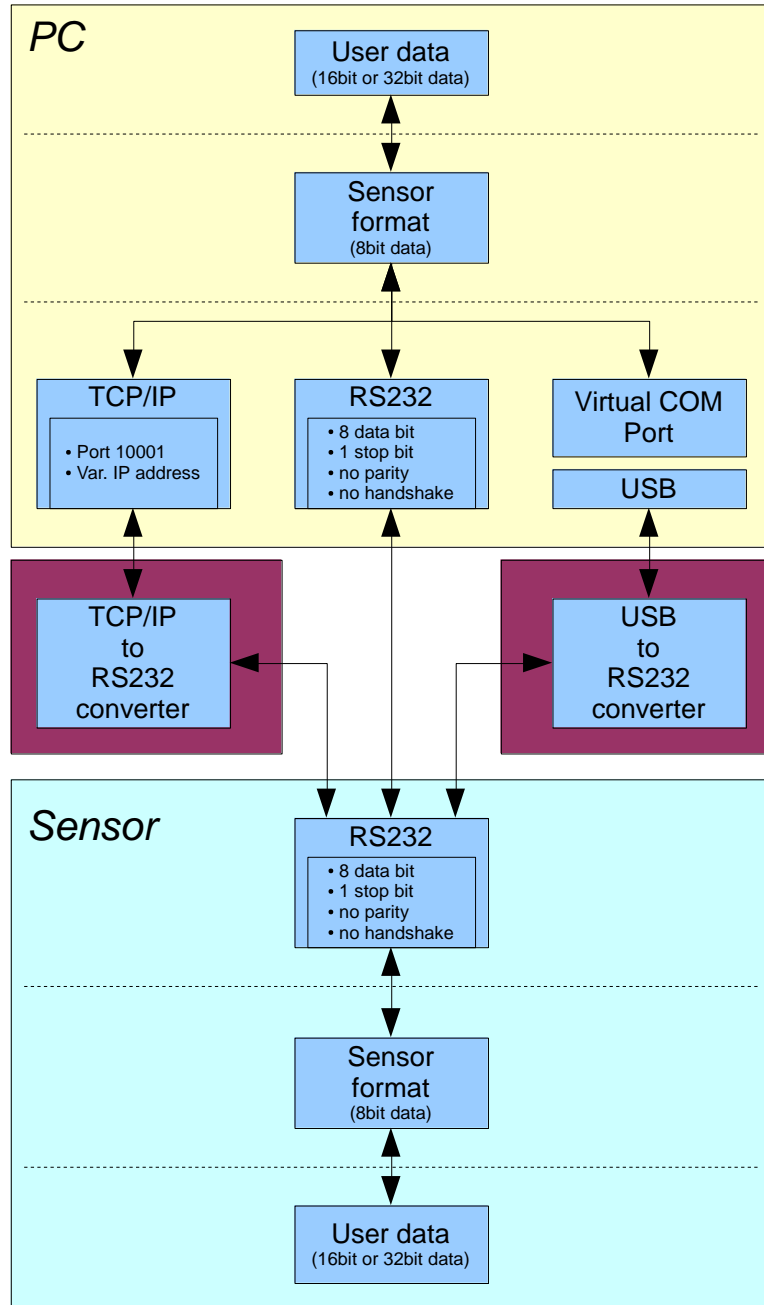 PC
User data
(16bit or 32bit data)
Sensor
format
(8bit data)
TCP/IP
• Port 10001
• Var. IP address
RS232
• 8 data bit
• 1 stop bit
• no parity
• no handshake
Virtual COM
Port
USB
TCP/IP
to
RS232
converter
USB
to
RS232
converter
Sensor
RS232
• 8 data bit
• 1 stop bit
• no parity
• no handshake
Sensor
format
(8bit data)
User data
(16bit or 32bit data)